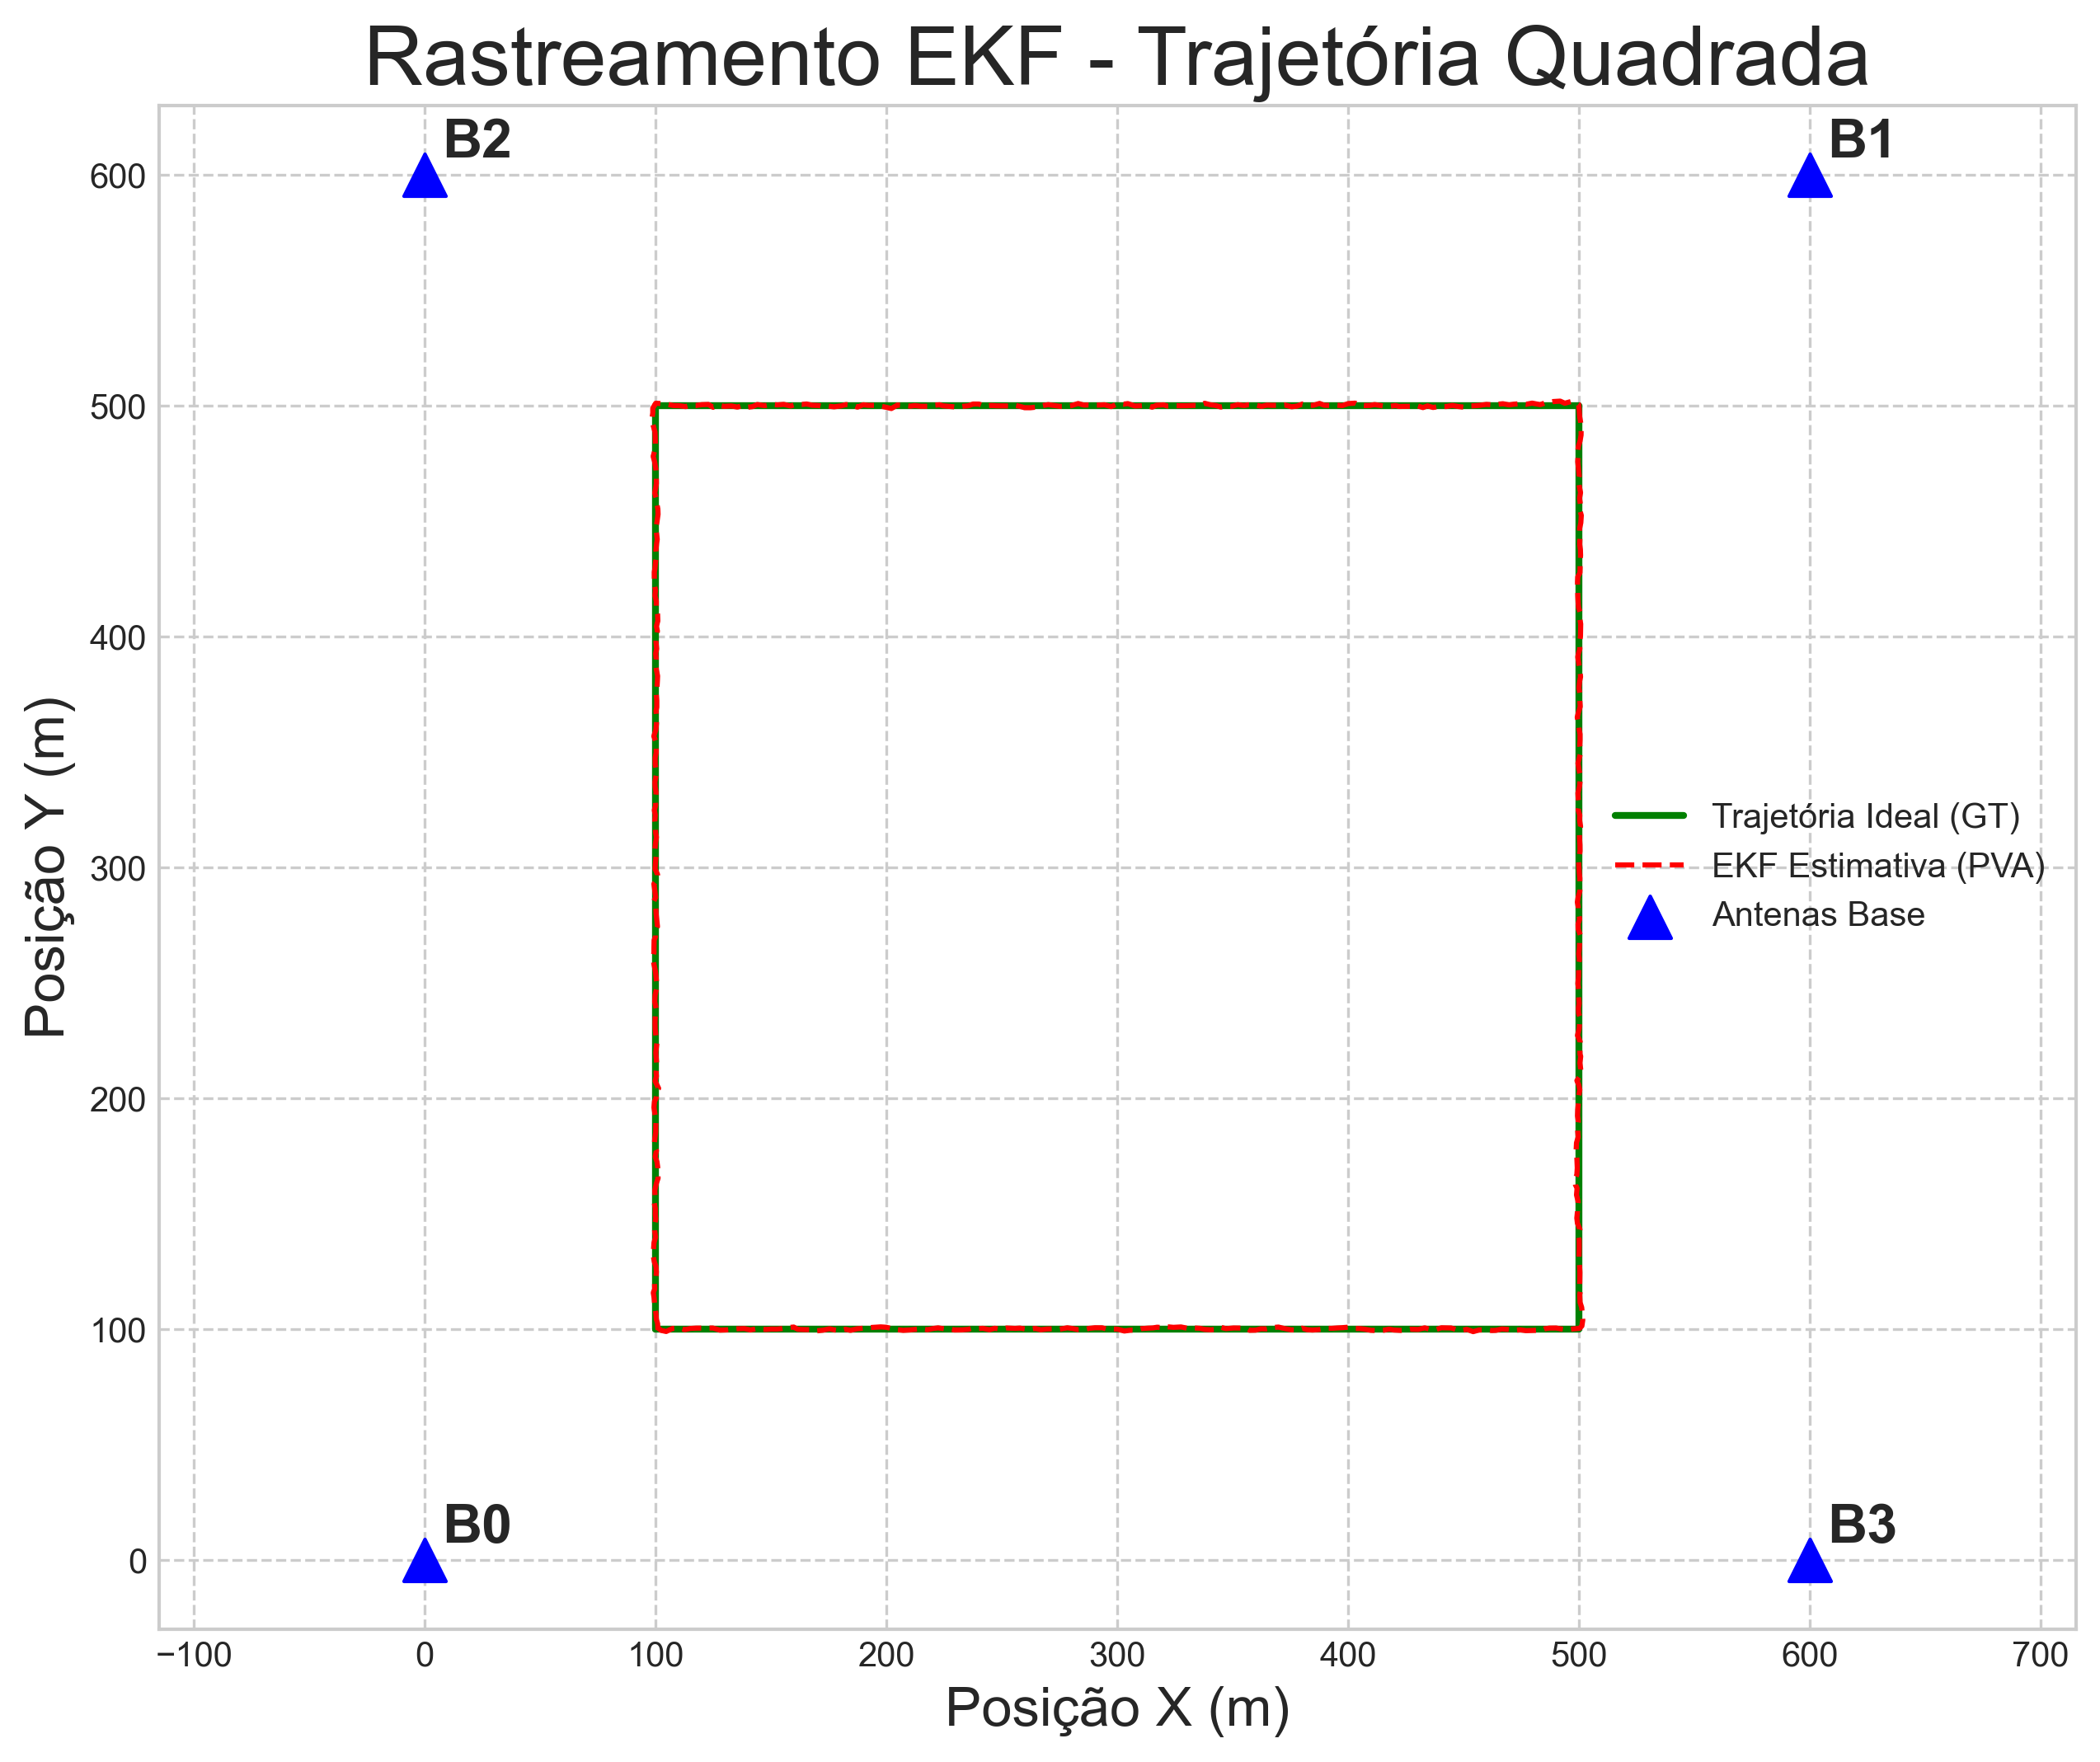 Rastreamento EKF - Trajetória Quadrada
B2
B1
600
500
400
300
200
100
0
Posição Y (m)
Trajetória Ideal (GT)
EKF Estimativa (PVA)
Antenas Base
B0
B3
−100 0 100 200 300 400 500 600 700
Posição X (m)